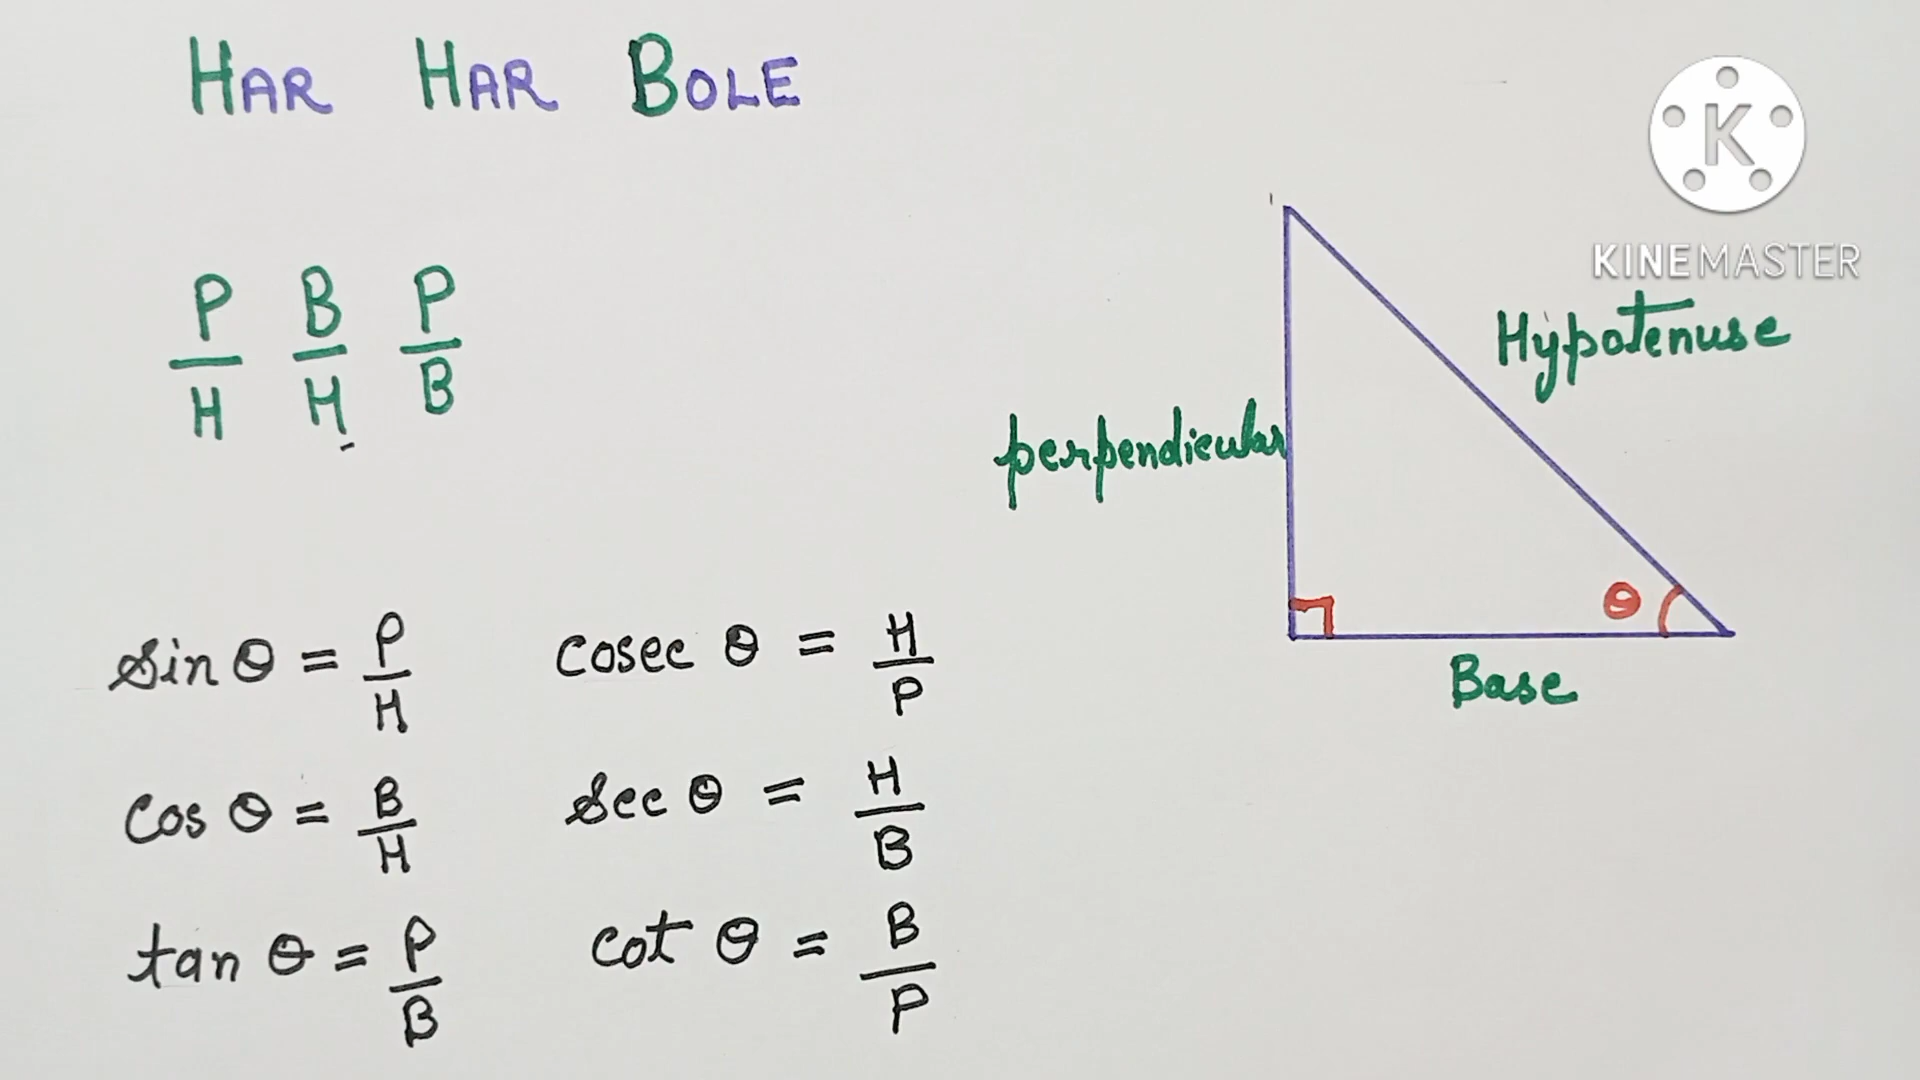 HAR HAR BOLE
P/H B/H P/B
sin θ = P/H cosec θ = H/P
cos θ = B/H sec θ = H/B
tan θ = P/B cot θ = B/P
K
KINEMASTER
Hypotenuse
perpendicular
θ
Base